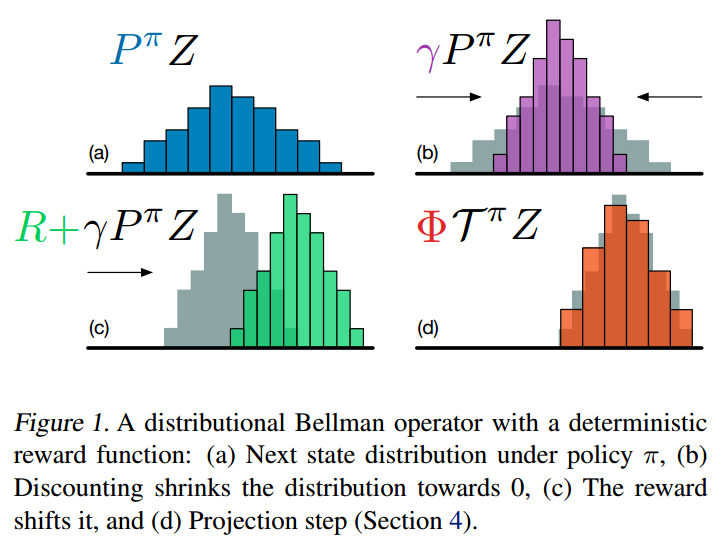 P^π Z
γP^π Z
(a)
(b)
R+γP^π Z
Φ𝒯^π Z
(c)
(d)
Figure 1. A distributional Bellman operator with a deterministic
reward function: (a) Next state distribution under policy π, (b)
Discounting shrinks the distribution towards 0, (c) The reward
shifts it, and (d) Projection step (Section 4).